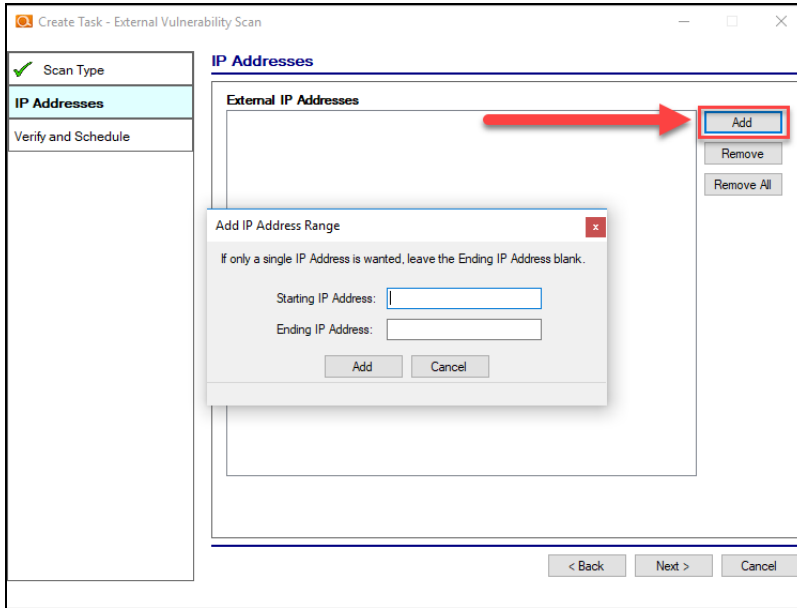 Create Task - External Vulnerability Scan
Scan Type
IP Addresses
Verify and Schedule
IP Addresses
External IP Addresses
Add
Remove
Remove All
Add IP Address Range
x
If only a single IP Address is wanted, leave the Ending IP Address blank.
Starting IP Address:
Ending IP Address:
Add
Cancel
< Back
Next >
Cancel